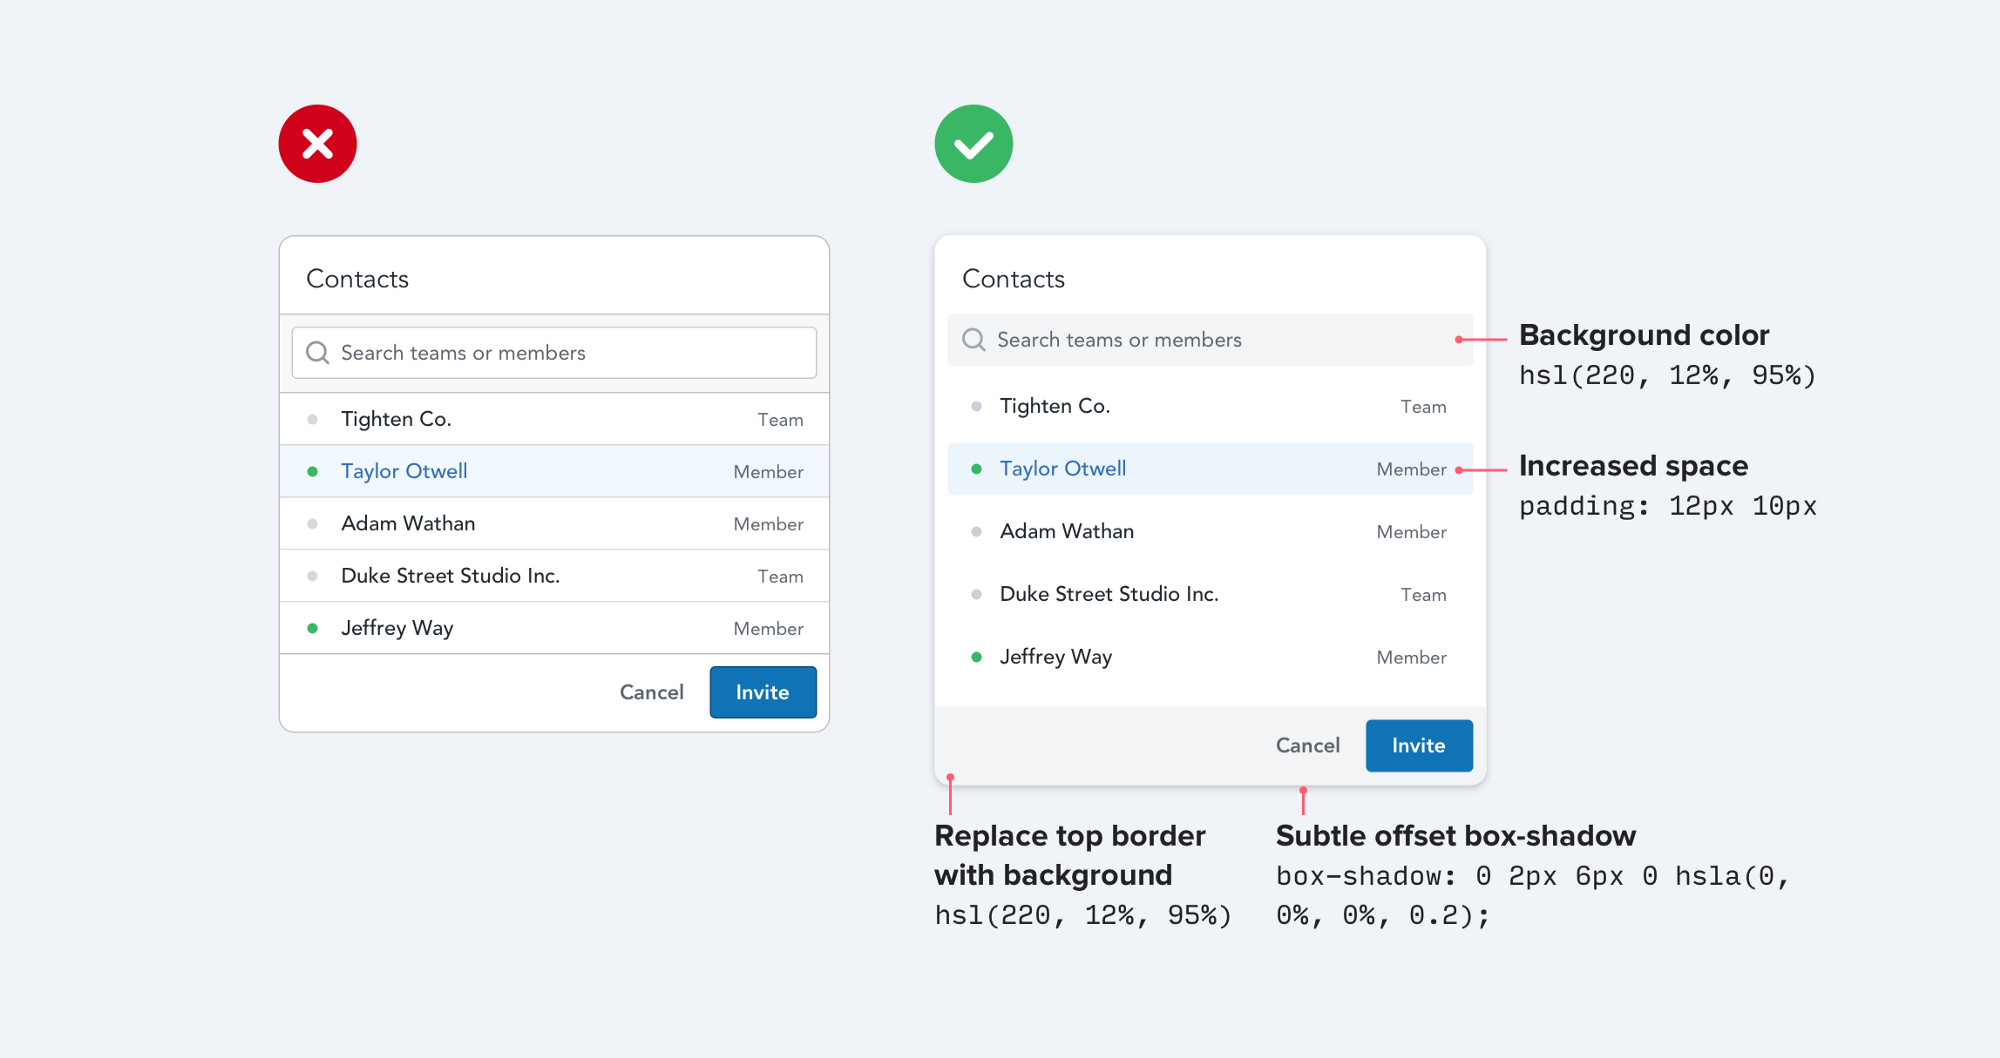 Contacts
Search teams or members
Tighten Co. Team
Taylor Otwell Member
Adam Wathan Member
Duke Street Studio Inc. Team
Jeffrey Way Member
Cancel Invite
Contacts
Search teams or members
Tighten Co. Team
Taylor Otwell Member
Adam Wathan Member
Duke Street Studio Inc. Team
Jeffrey Way Member
Cancel Invite
Background color
hsl(220, 12%, 95%)
Increased space
padding: 12px 10px
Replace top border
with background
hsl(220, 12%, 95%)
Subtle offset box-shadow
box-shadow: 0 2px 6px 0 hsla(0,
0%, 0%, 0.2);